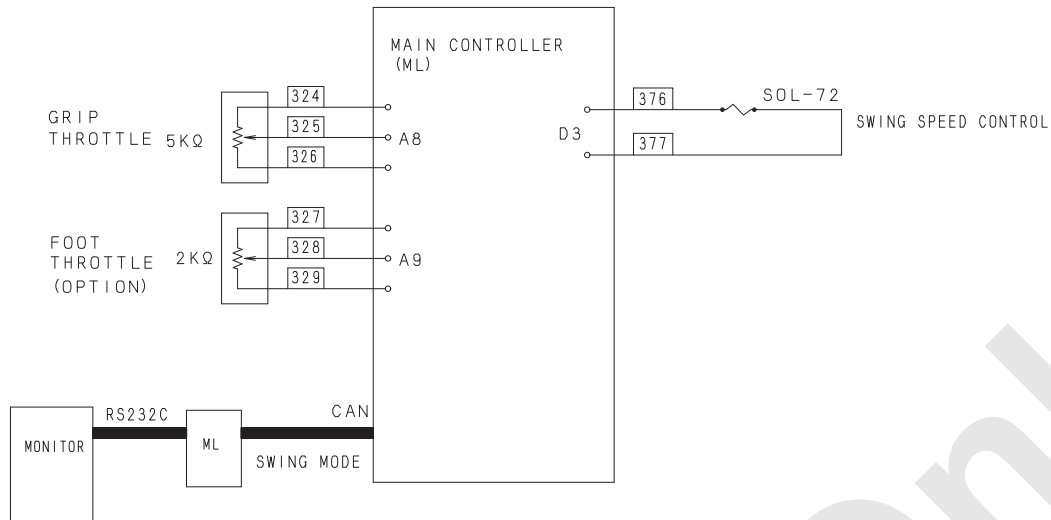 MAIN CONTROLLER
(ML)
324
GRIP
THROTTLE 5KΩ
325
A8
326
376
SOL-72
SWING SPEED CONTROL
D3
377
327
FOOT
THROTTLE
(OPTION)
2KΩ
328
A9
329
RS232C
CAN
MONITOR
ML
SWING MODE